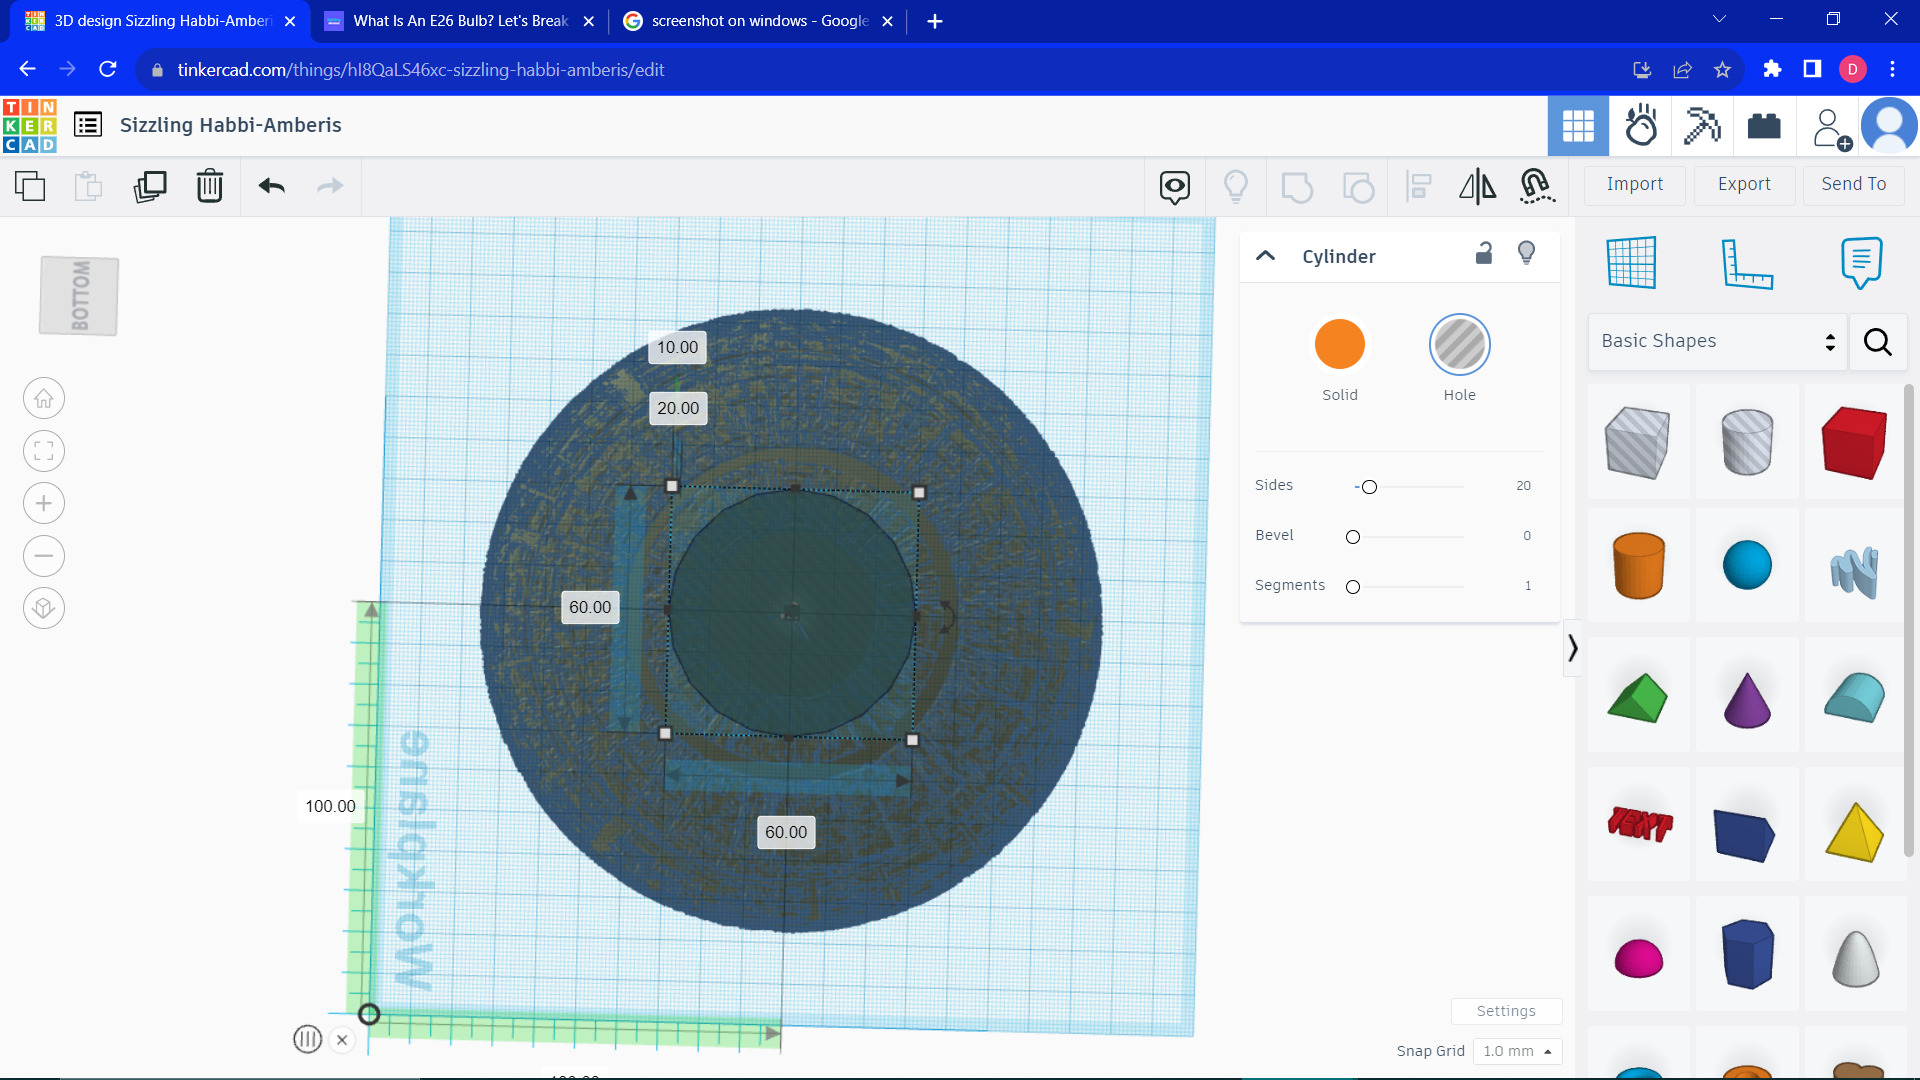 3D design Sizzling Habbi-Amberi
What Is An E26 Bulb? Let's Break
screenshot on windows - Google
D
tinkercad.com/things/hI8QaLS46xc-sizzling-habbi-amberis/edit
TIN
KER
CAD
Sizzling Habbi-Amberis
Import
Export
Send To
BOTTOM
Cylinder
Solid
Hole
Sides
20
Bevel
0
Segments
1
Basic Shapes
TEXT
10.00
20.00
60.00
60.00
100.00
Workplane
Settings
Snap Grid
1.0 mm